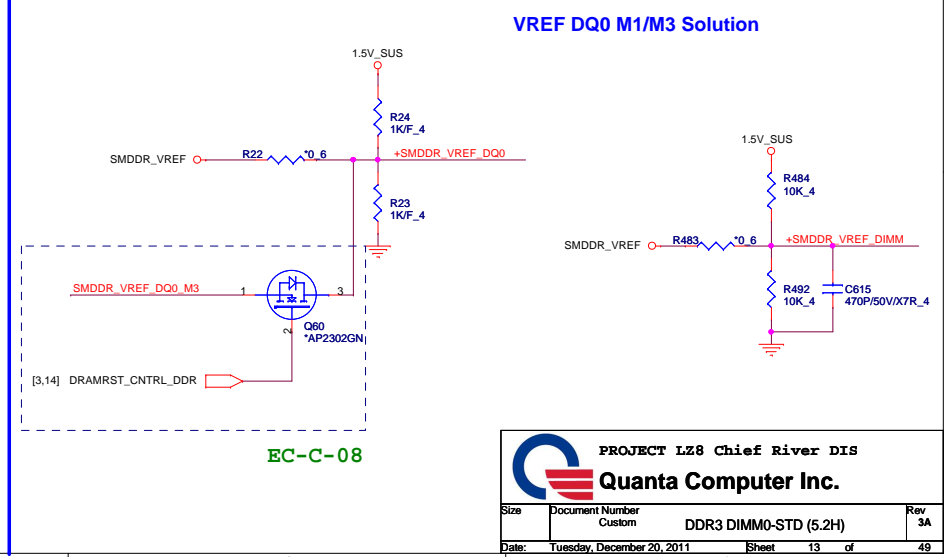 VREF DQ0 M1/M3 Solution
1.5V_SUS
R24
1K/F_4
SMDDR_VREF
R22
*0_6
+SMDDR_VREF_DQ0
R23
1K/F_4
SMDDR_VREF_DQ0_M3
1
3
2
Q60
*AP2302GN
[3,14] DRAMRST_CNTRL_DDR
EC-C-08
1.5V_SUS
R484
10K_4
SMDDR_VREF
R483
*0_6
+SMDDR_VREF_DIMM
R492
10K_4
C615
470P/50V/X7R_4
PROJECT LZ8 Chief River DIS
Quanta Computer Inc.
Size
Document Number
Custom
DDR3 DIMM0-STD (5.2H)
Rev
3A
Date: Tuesday, December 20, 2011 Sheet 13 of 49